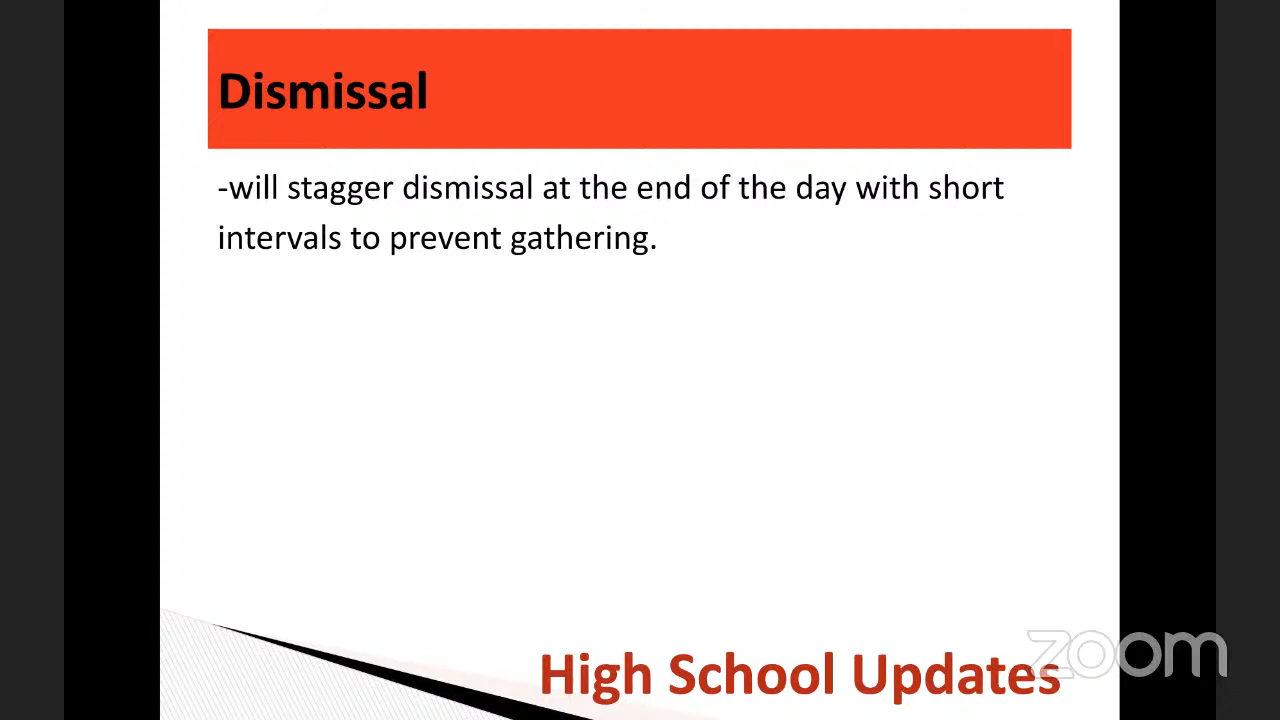 Dismissal
-will stagger dismissal at the end of the day with short
intervals to prevent gathering.
High School Updates
zoom